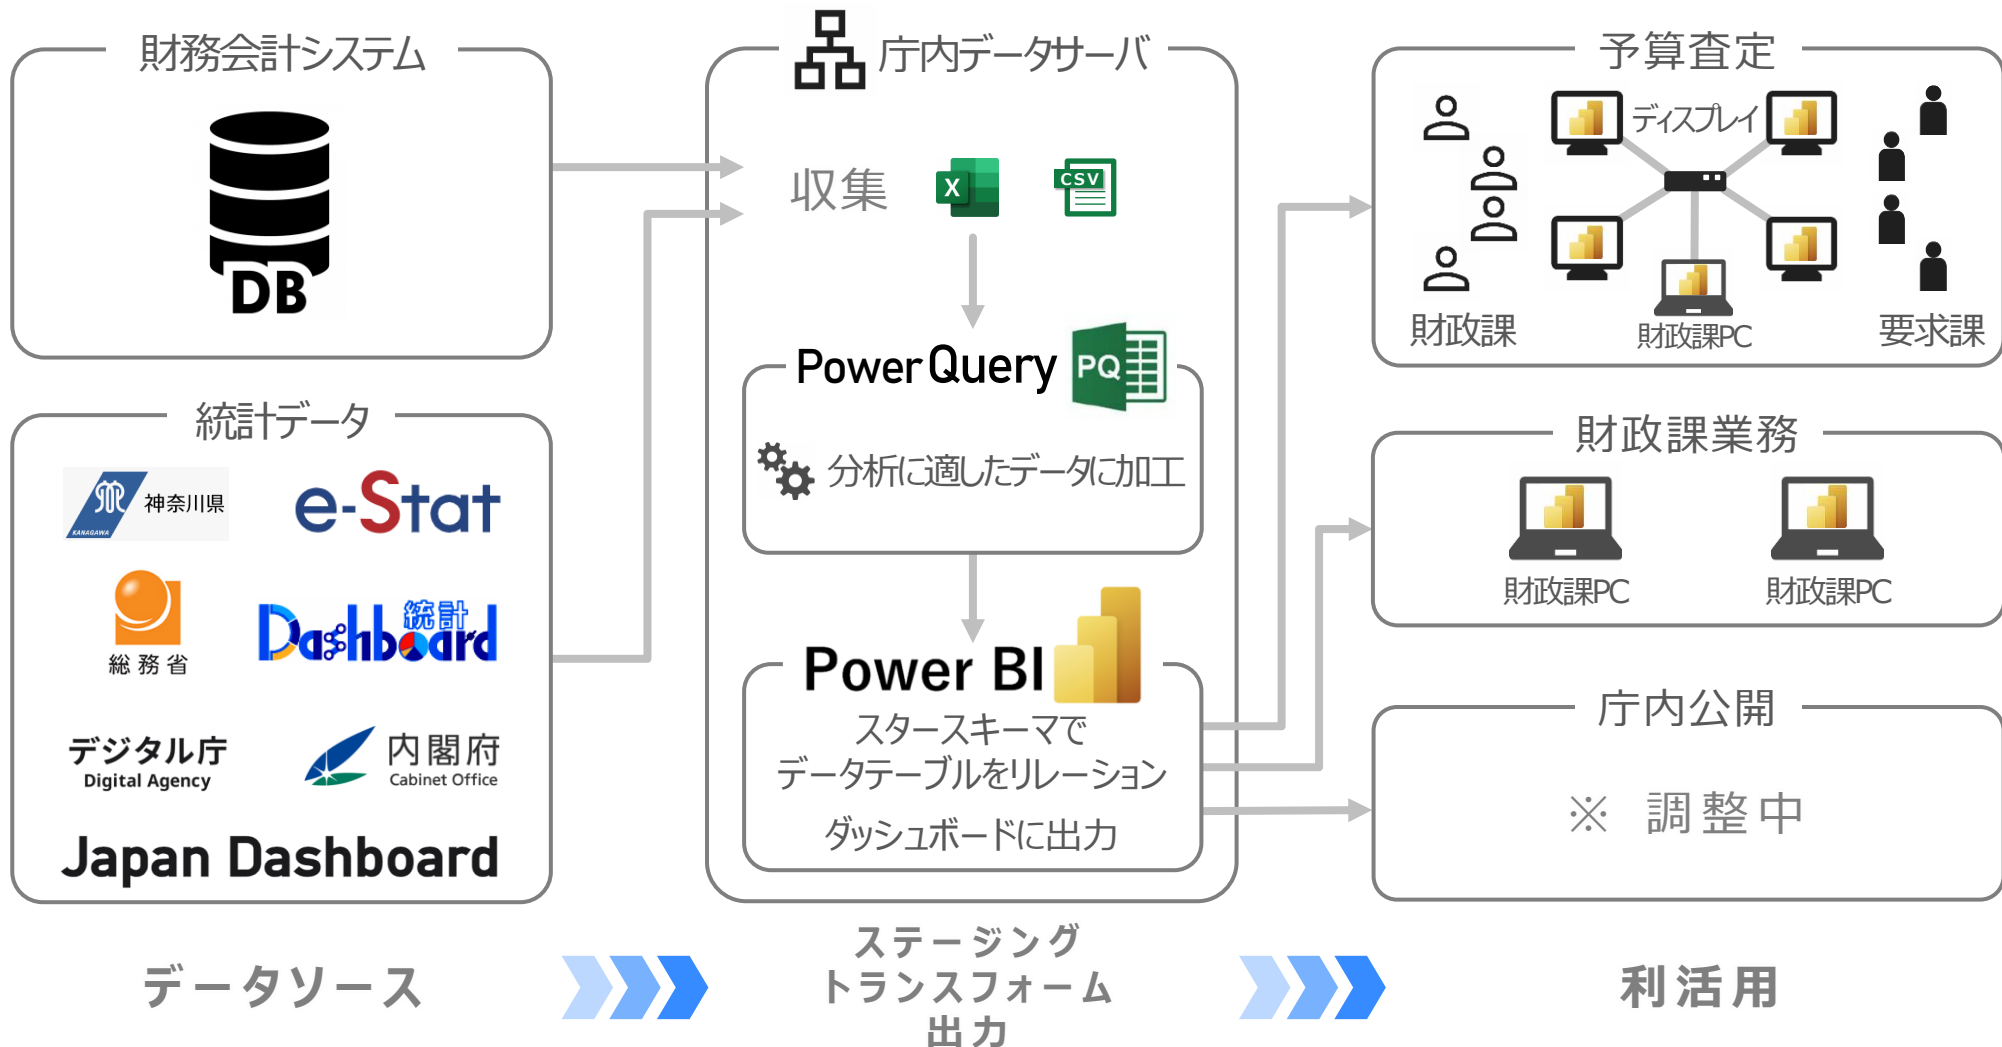 財務会計システム
DB
統計データ
KANAGAWA
神奈川県
e-Stat
総務省
統計
Dashboard
デジタル庁
Digital Agency
内閣府
Cabinet Office
Japan Dashboard
データソース
庁内データサーバ
収集
X
CSV
Power Query
PQ
分析に適したデータに加工
Power BI
スタースキーマで
データテーブルをリレーション
ダッシュボードに出力
ステージング
トランスフォーム
出力
予算査定
ディスプレイ
財政課
財政課PC
要求課
財政課業務
財政課PC
財政課PC
庁内公開
※ 調整中
利活用